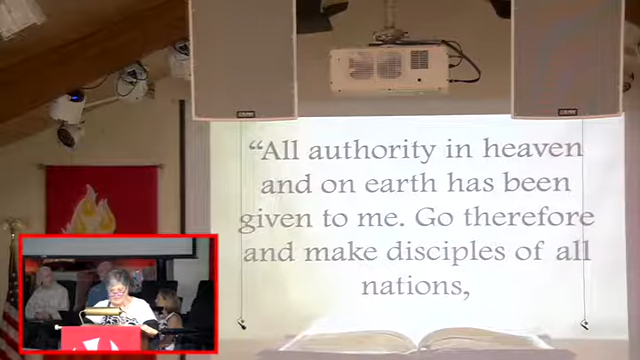 “All authority in heaven
and on earth has been
given to me. Go therefore
and make disciples of all
nations,